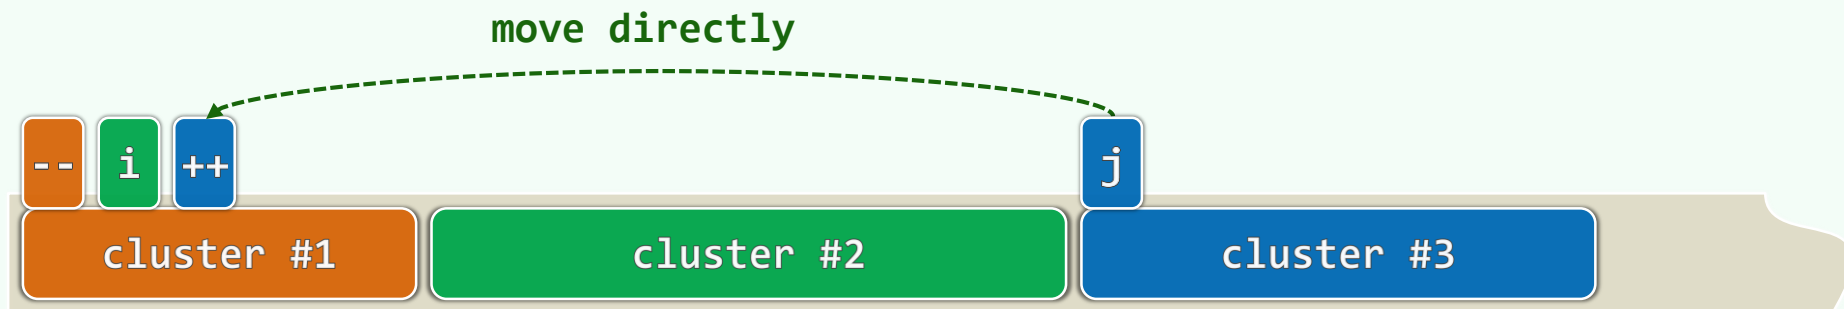 move directly
-- i ++ j
cluster #1 cluster #2 cluster #3